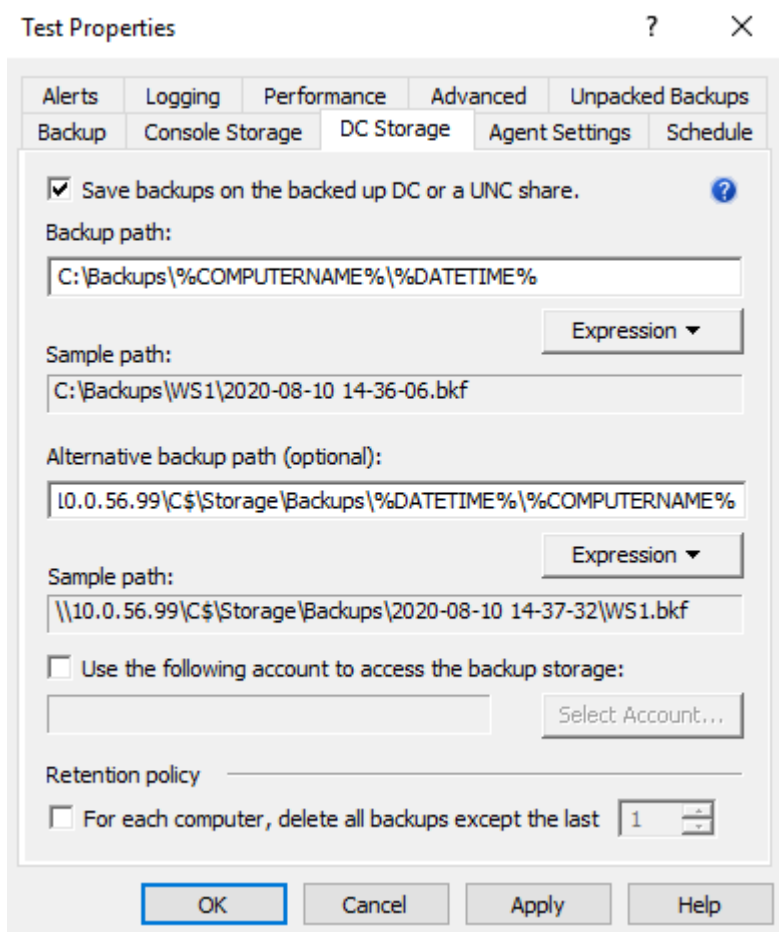 Test Properties ? ×
Alerts Logging Performance Advanced Unpacked Backups
Backup Console Storage DC Storage Agent Settings Schedule
Save backups on the backed up DC or a UNC share. ?
Backup path:
C:\Backups\%COMPUTERNAME%\%DATETIME%
Expression
Sample path:
C:\Backups\WS1\2020-08-10 14-36-06.bkf
Alternative backup path (optional):
10.0.56.99\C$\Storage\Backups\%DATETIME%\%COMPUTERNAME%
Expression
Sample path:
\\10.0.56.99\C$\Storage\Backups\2020-08-10 14-37-32\WS1.bkf
Use the following account to access the backup storage:
Select Account...
Retention policy
For each computer, delete all backups except the last 1
OK Cancel Apply Help